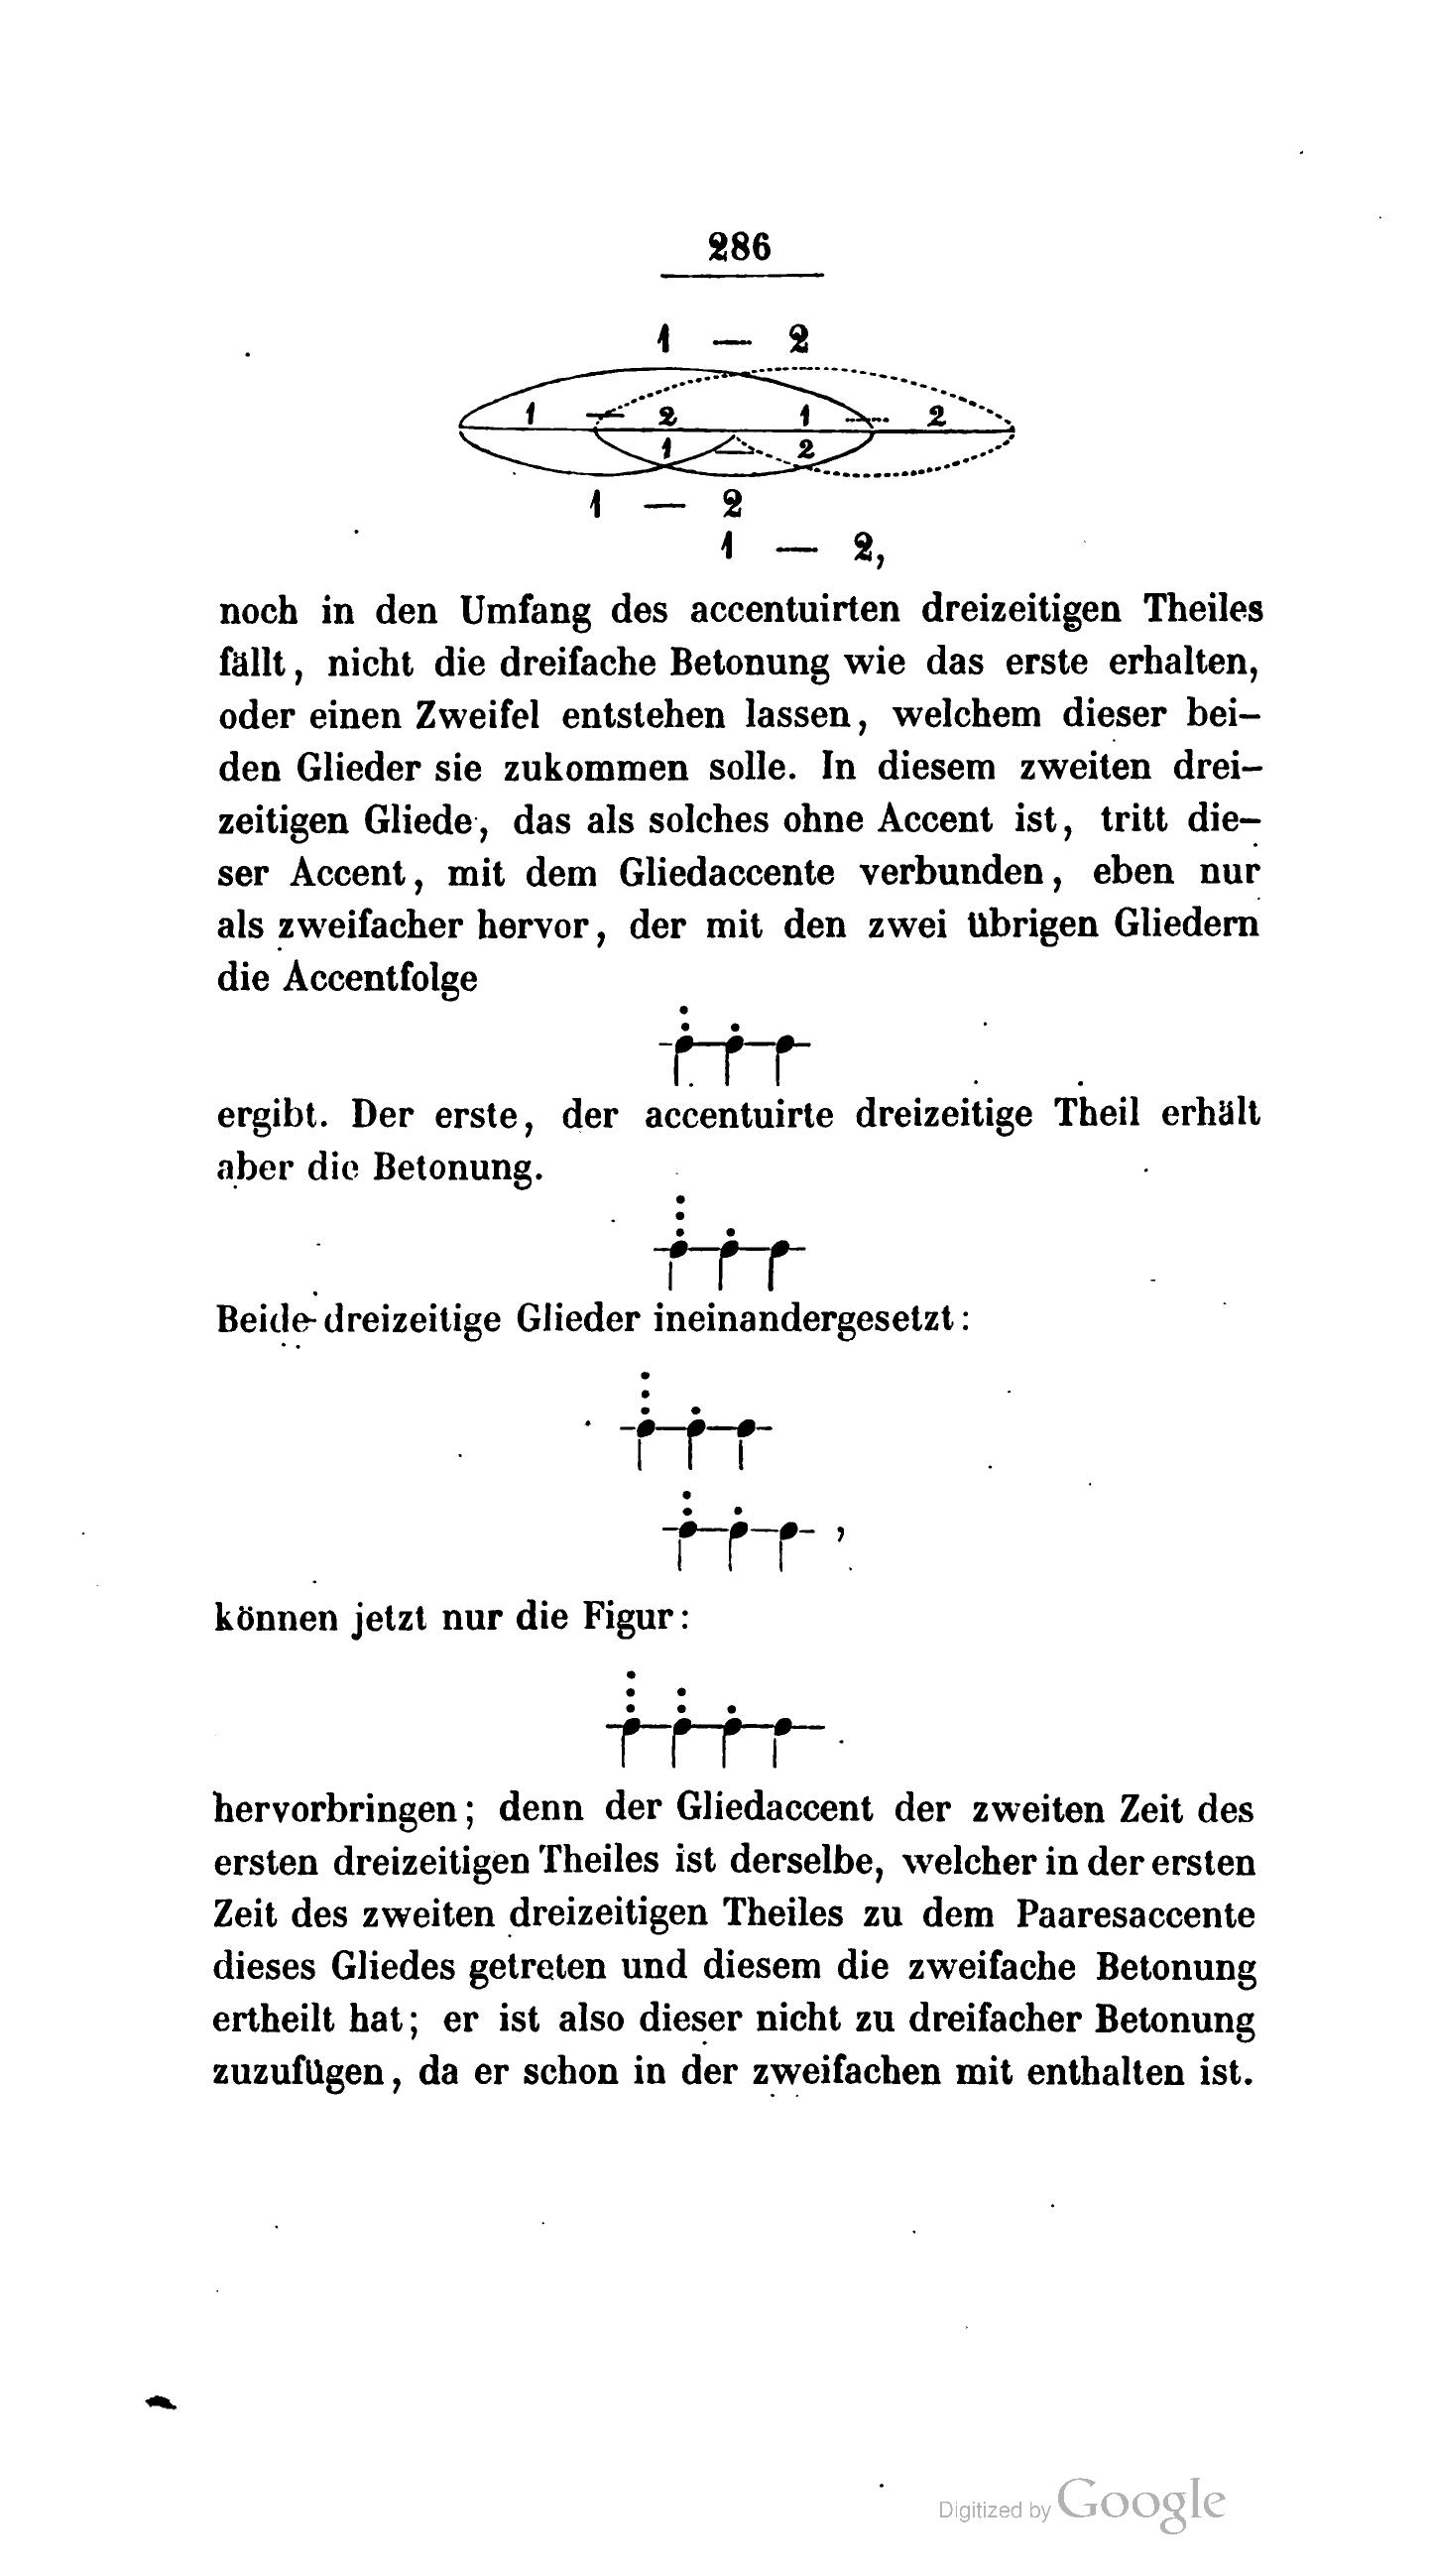 286
1 — 2
1 — 2 1 — 2
1 — 2
1 — 2
1 — 2,
noch in den Umfang des accentuirten dreizeitigen Theiles
fällt, nicht die dreifache Betonung wie das erste erhalten,
oder einen Zweifel entstehen lassen, welchem dieser bei-
den Glieder sie zukommen solle. In diesem zweiten drei-
zeitigen Gliede, das als solches ohne Accent ist, tritt die-
ser Accent, mit dem Gliedaccente verbunden, eben nur
als zweifacher hervor, der mit den zwei übrigen Gliedern
die Accentfolge
ergibt. Der erste, der accentuirte dreizeitige Theil erhält
aber die Betonung.
Beide dreizeitige Glieder ineinandergesetzt:
,
können jetzt nur die Figur:
hervorbringen; denn der Gliedaccent der zweiten Zeit des
ersten dreizeitigen Theiles ist derselbe, welcher in der ersten
Zeit des zweiten dreizeitigen Theiles zu dem Paaresaccente
dieses Gliedes getreten und diesem die zweifache Betonung
ertheilt hat; er ist also dieser nicht zu dreifacher Betonung
zuzufügen, da er schon in der zweifachen mit enthalten ist.
Digitized by Google